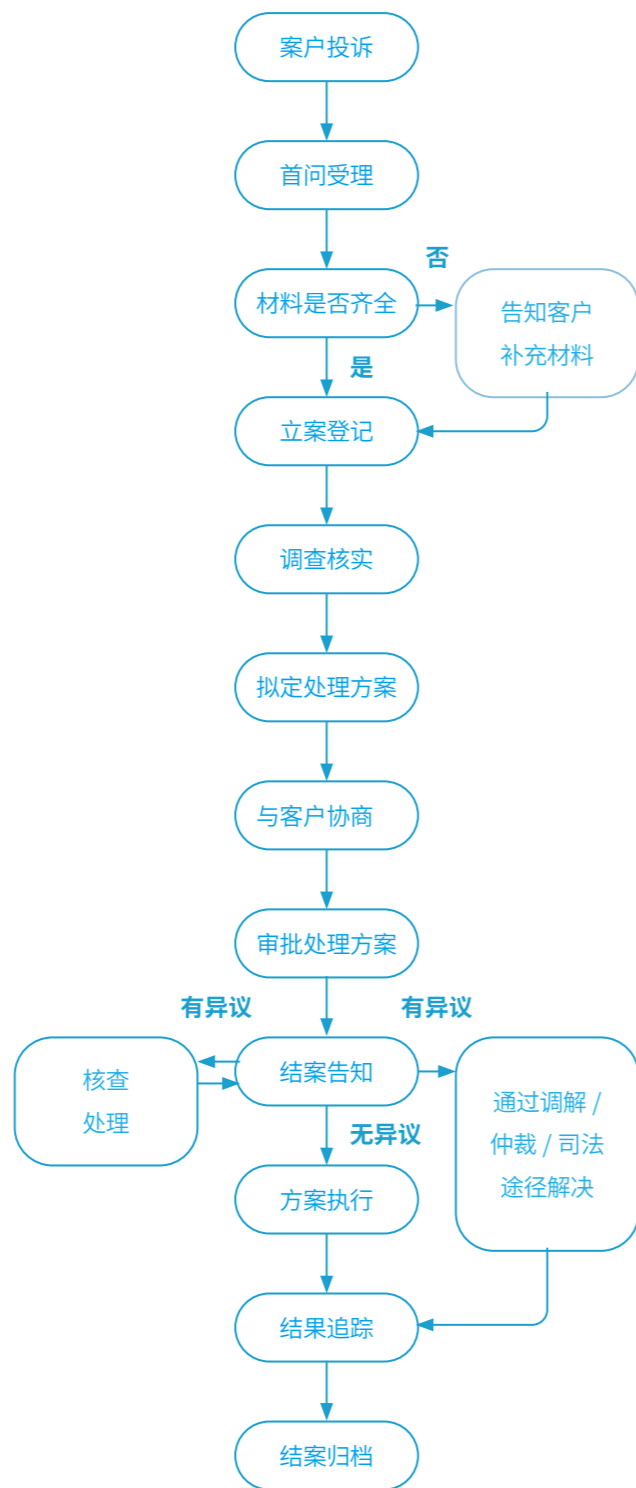 案户投诉
首问受理
否
材料是否齐全
告知客户
补充材料
是
立案登记
调查核实
拟定处理方案
与客户协商
审批处理方案
有异议
有异议
核查
处理
结案告知
通过调解 /
仲裁 / 司法
途径解决
无异议
方案执行
结果追踪
结案归档